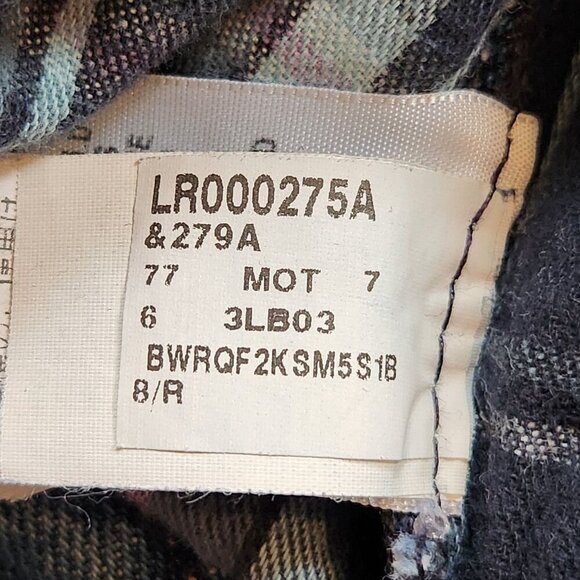 LR000275A
&279A
77 MOT 7
6 3LB03
BWRQF2KSM5S1B
8/R